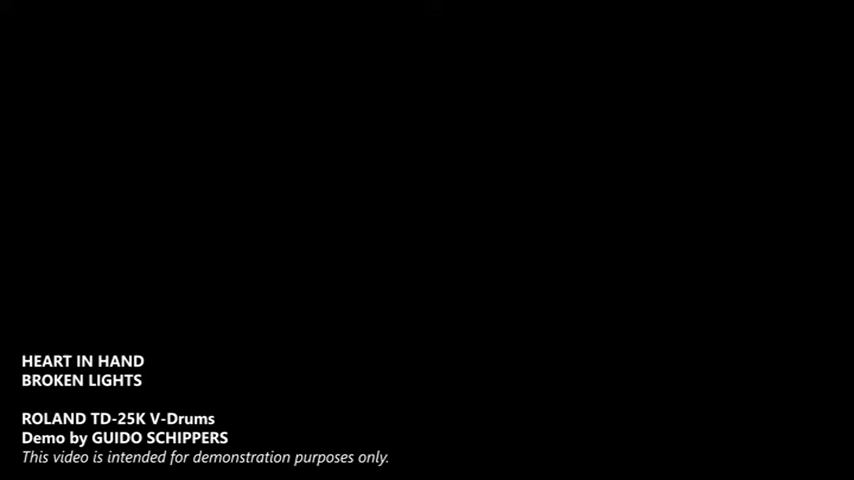 HEART IN HAND
BROKEN LIGHTS
ROLAND TD-25K V-Drums
Demo by GUIDO SCHIPPERS
This video is intended for demonstration purposes only.